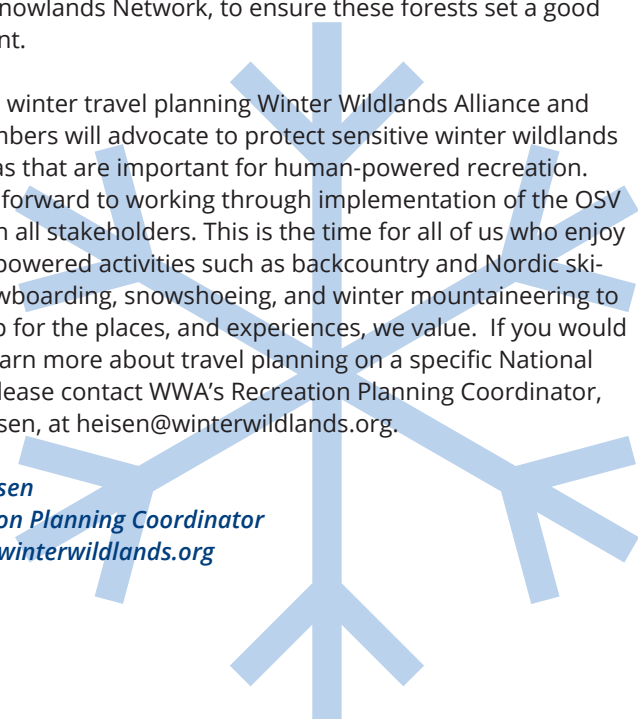 nowlands Network, to ensure these forests set a good
nt.
winter travel planning Winter Wildlands Alliance and
nbers will advocate to protect sensitive winter wildlands
as that are important for human-powered recreation.
forward to working through implementation of the OSV
n all stakeholders. This is the time for all of us who enjoy
powered activities such as backcountry and Nordic ski-
wboarding, snowshoeing, and winter mountaineering to
p for the places, and experiences, we value.  If you would
arn more about travel planning on a specific National
lease contact WWA’s Recreation Planning Coordinator,
sen, at heisen@winterwildlands.org.
sen
on Planning Coordinator
winterwildlands.org